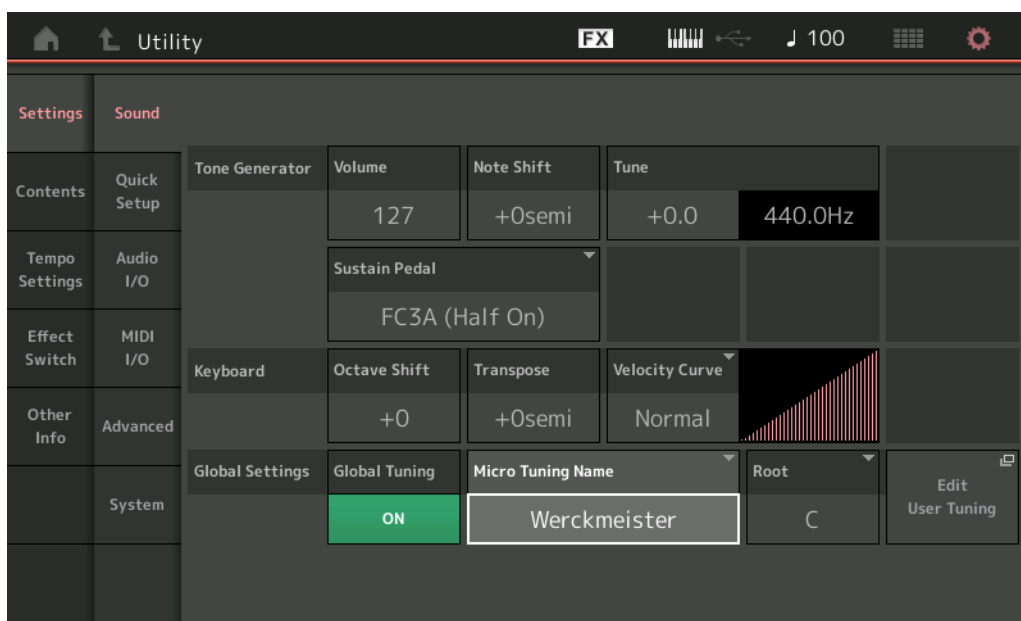 Utility
FX
♩ 100
Settings
Sound
Contents
Quick
Setup
Tempo
Settings
Audio
I/O
Effect
Switch
MIDI
I/O
Other
Info
Advanced
System
Tone Generator
Volume
Note Shift
Tune
127
+0semi
+0.0
440.0Hz
Sustain Pedal
FC3A (Half On)
Keyboard
Octave Shift
Transpose
Velocity Curve
+0
+0semi
Normal
Global Settings
Global Tuning
Micro Tuning Name
Root
Edit
User Tuning
ON
Werckmeister
C